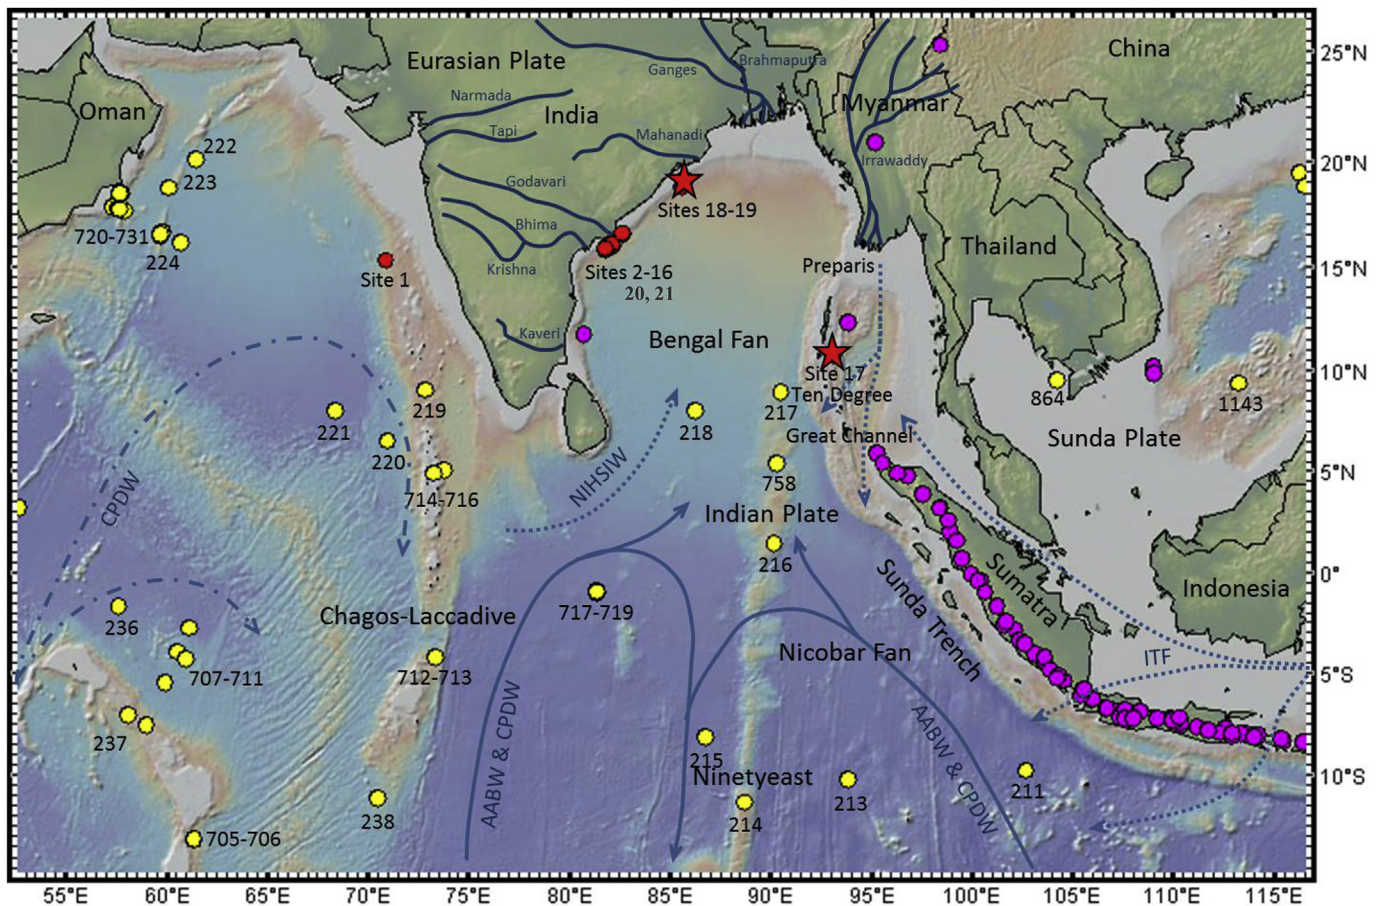 25°N
20°N
15°N
10°N
5°N
0°
5°S
10°S
China
Eurasian Plate
Brahmaputra
Ganges
Oman
Narmada
Myanmar
India
Tapi
Mahanadi
222
Irrawaddy
223
Godavari
Sites 18-19
Bhima
720-731
Thailand
224
Krishna
Preparis
Site 1
Sites 2-16
20, 21
Kaveri
Bengal Fan
Site 17
Ten Degree
864
1143
219
221
217
218
Great Channel
Sunda Plate
220
NIHSIW
758
CPDW
714-716
Indian Plate
216
Sunda Trench
Sumatra
Indonesia
717-719
Chagos-Laccadive
236
Nicobar Fan
ITF
707-711
712-713
AABW & CPDW
AABW & CPDW
237
215
Ninetyeast
213
211
238
214
705-706
55°E 60°E 65°E 70°E 75°E 80°E 85°E 90°E 95°E 100°E 105°E 110°E 115°E